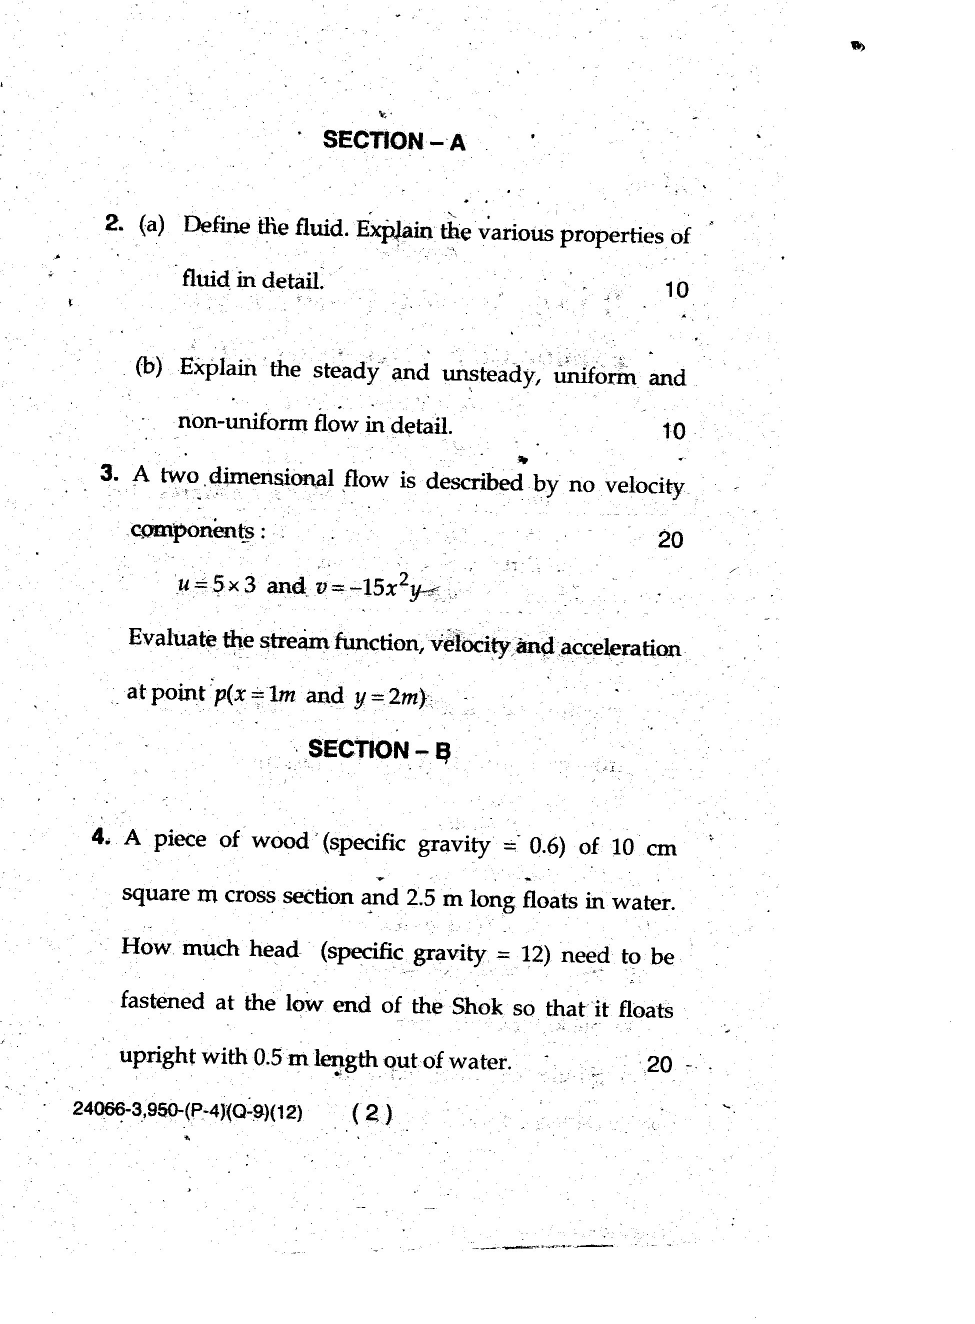 SECTION – A
2. (a) Define the fluid. Explain the various properties of
fluid in detail. 10
(b) Explain the steady and unsteady, uniform and
non-uniform flow in detail. 10
3. A two dimensional flow is described by no velocity
components : 20
u = 5 × 3 and v = –15x²y
Evaluate the stream function, velocity and acceleration
at point p(x = 1m and y = 2m)
SECTION – B
4. A piece of wood (specific gravity = 0.6) of 10 cm
square m cross section and 2.5 m long floats in water.
How much head (specific gravity = 12) need to be
fastened at the low end of the Shok so that it floats
upright with 0.5 m length out of water. 20
24066-3,950-(P-4)(Q-9)(12) ( 2 )